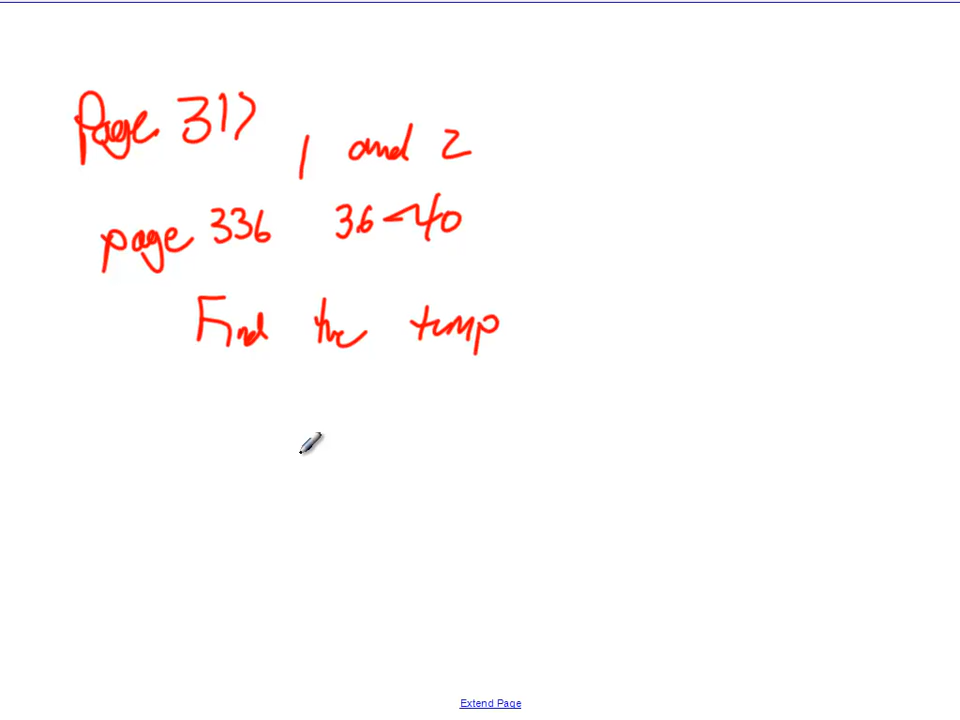 Page 317
1 and 2
page 336 36-40
Find the temp
Extend Page